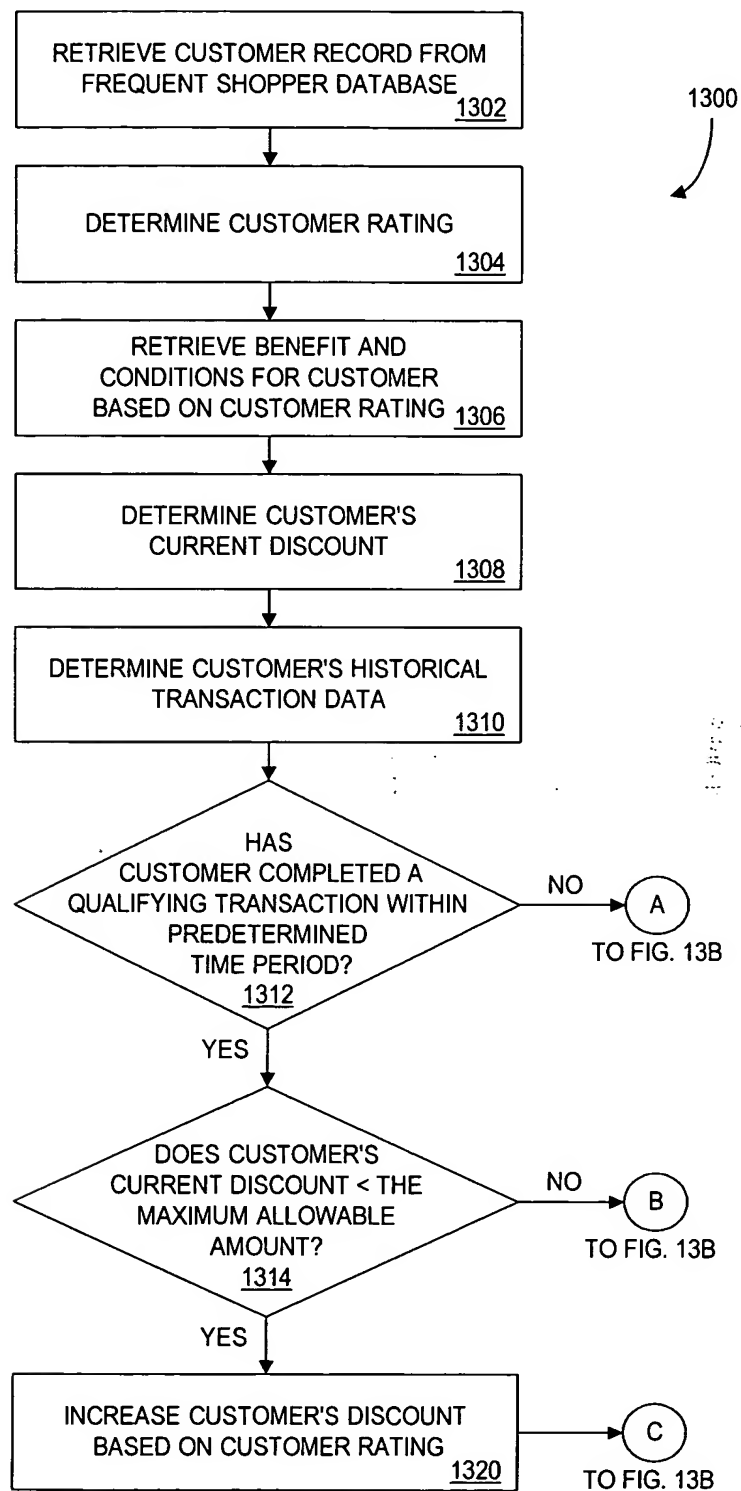 RETRIEVE CUSTOMER RECORD FROM
FREQUENT SHOPPER DATABASE
1302
1300
DETERMINE CUSTOMER RATING
1304
RETRIEVE BENEFIT AND
CONDITIONS FOR CUSTOMER
BASED ON CUSTOMER RATING
1306
DETERMINE CUSTOMER'S
CURRENT DISCOUNT
1308
DETERMINE CUSTOMER'S HISTORICAL
TRANSACTION DATA
1310
HAS
CUSTOMER COMPLETED A
QUALIFYING TRANSACTION WITHIN
PREDETERMINED
TIME PERIOD?
1312
NO
A
TO FIG. 13B
YES
DOES CUSTOMER'S
CURRENT DISCOUNT < THE
MAXIMUM ALLOWABLE
AMOUNT?
1314
NO
B
TO FIG. 13B
YES
INCREASE CUSTOMER'S DISCOUNT
BASED ON CUSTOMER RATING
1320
C
TO FIG. 13B